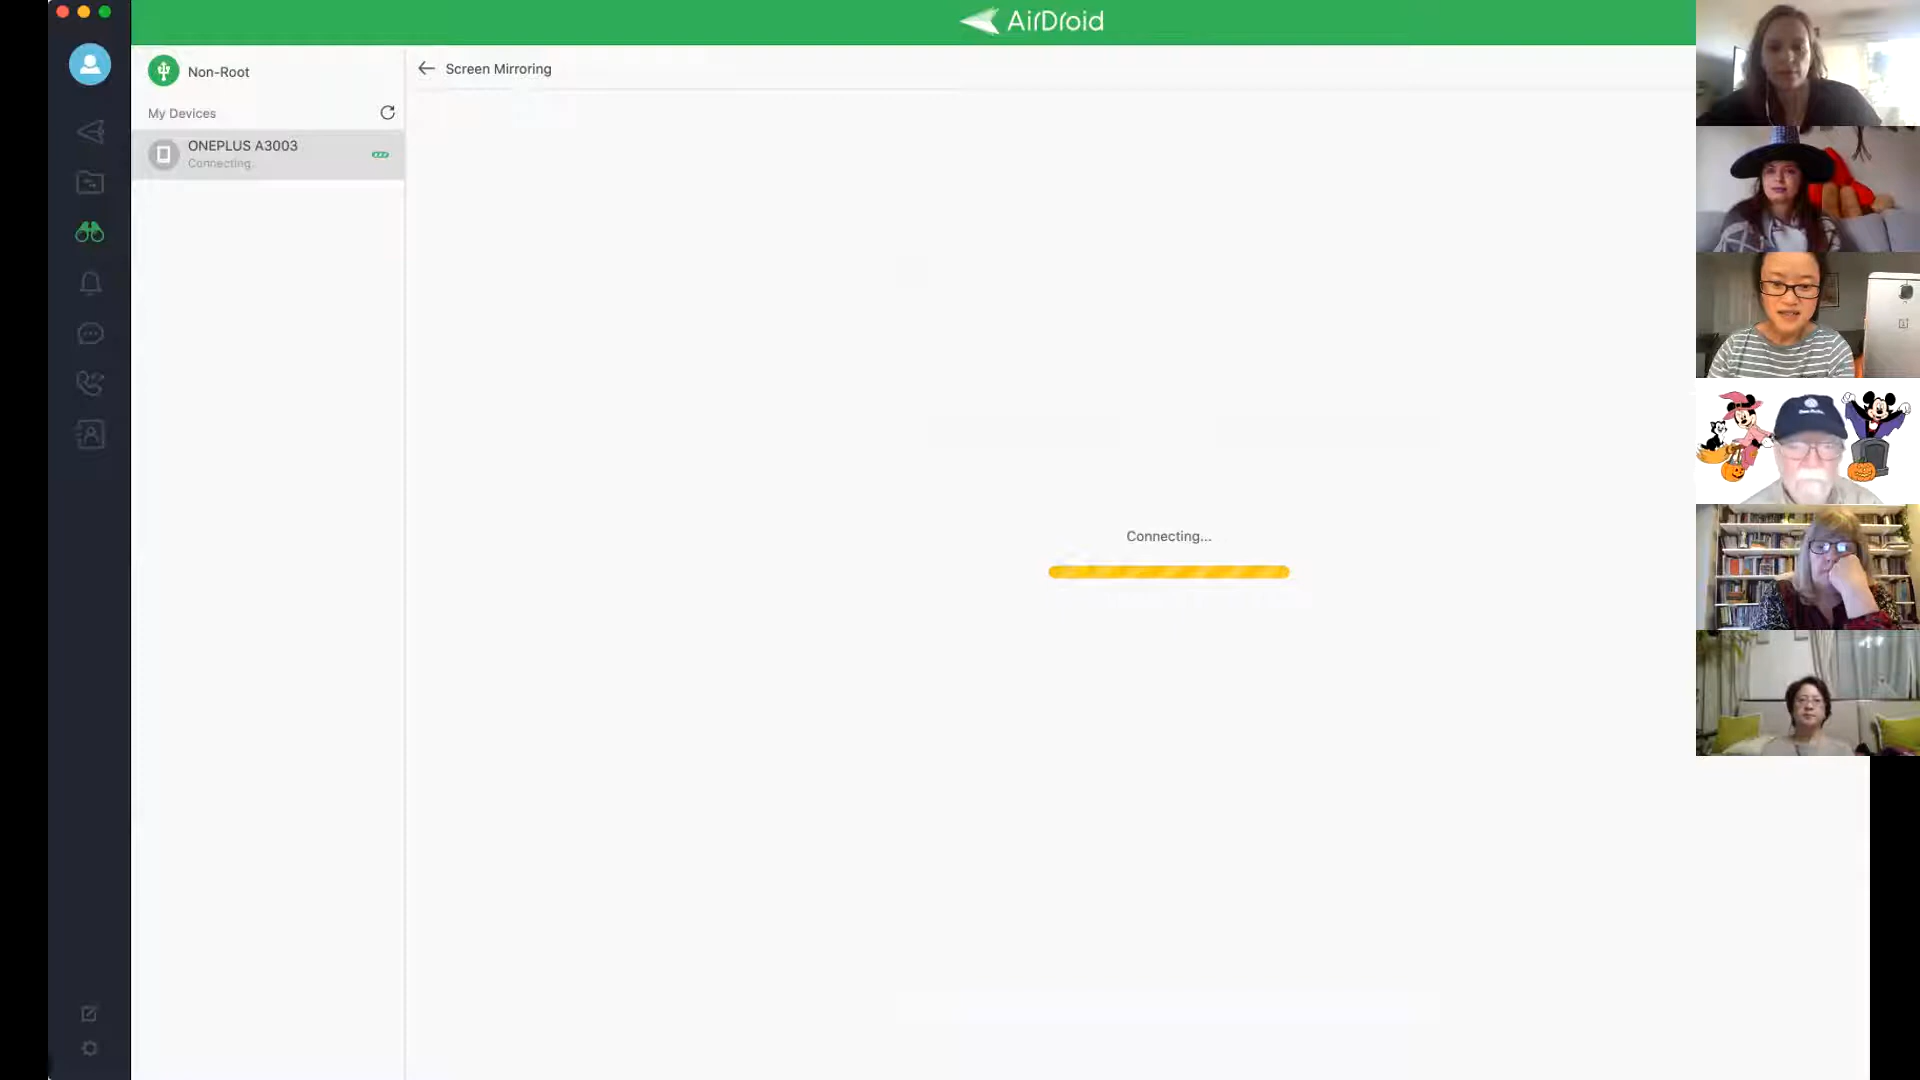 AirDroid
Non-Root
Screen Mirroring
My Devices
ONEPLUS A3003
Connecting..
Connecting...